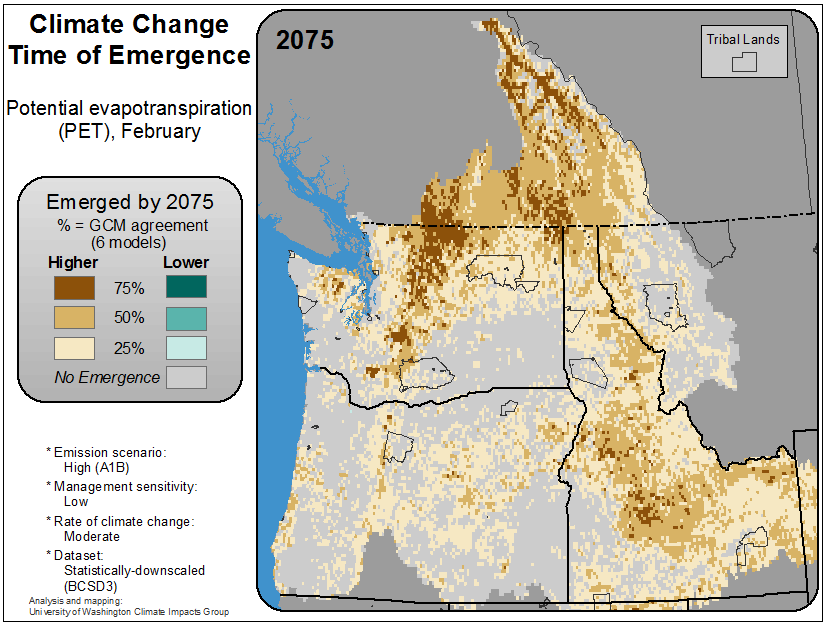 Climate Change
Time of Emergence
Potential evapotranspiration
(PET), February
Emerged by 2075
% = GCM agreement
(6 models)
Higher Lower
75%
50%
25%
No Emergence
* Emission scenario:
High (A1B)
* Management sensitivity:
Low
* Rate of climate change:
Moderate
* Dataset:
Statistically-downscaled
(BCSD3)
Analysis and mapping:
University of Washington Climate Impacts Group
2075
Tribal Lands